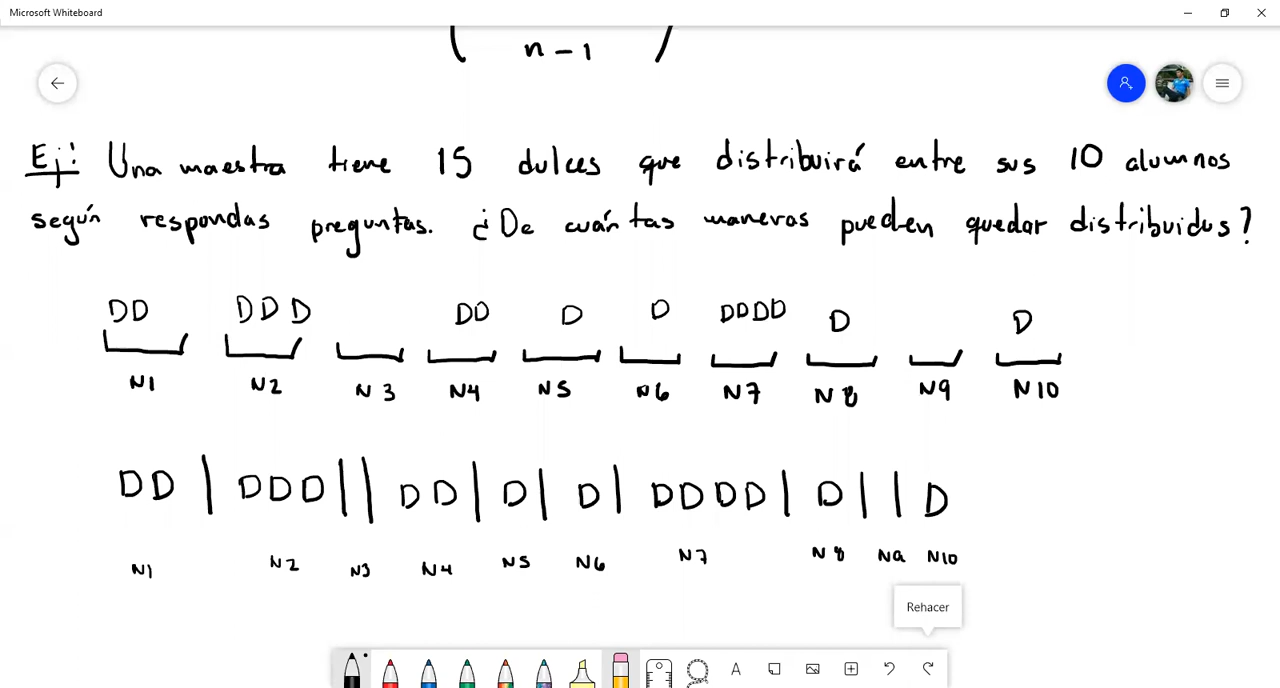 Microsoft Whiteboard
n - 1
Ej: Una maestra tiene 15 dulces que distribuirá entre sus 10 alumnos
según respondas preguntas. ¿De cuántas maneras pueden quedar distribuidos?
DD DDD DD D D DDDD D D
N1 N2 N3 N4 N5 N6 N7 N8 N9 N10
DD | DDD || DD | D | D | DDDD | D | | D
N1 N2 N3 N4 N5 N6 N7 N8 N9 N10
Rehacer
A